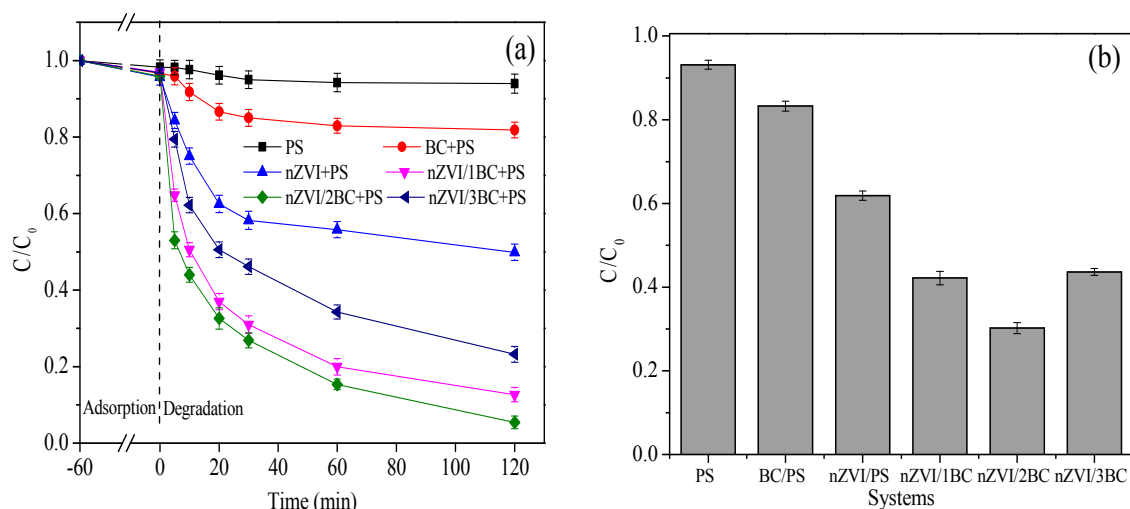 (a)
1.0
0.8
0.6
0.4
0.2
0.0
C/C0
PS
BC+PS
nZVI+PS
nZVI/1BC+PS
nZVI/2BC+PS
nZVI/3BC+PS
Adsorption
Degradation
-60 0 20 40 60 80 100 120
Time (min)
(b)
1.0
0.8
0.6
0.4
0.2
0.0
C/C0
PS BC/PS nZVI/PS nZVI/1BC nZVI/2BC nZVI/3BC
Systems